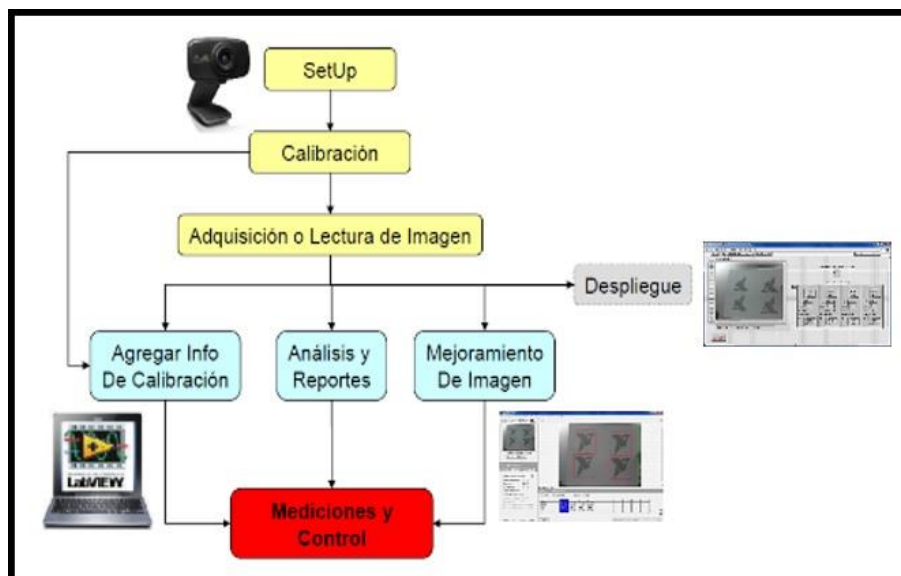 SetUp
Calibración
Adquisición o Lectura de Imagen
Despliegue
Agregar Info
De Calibración
Análisis y
Reportes
Mejoramiento
De Imagen
LabVIEW
Mediciones y
Control